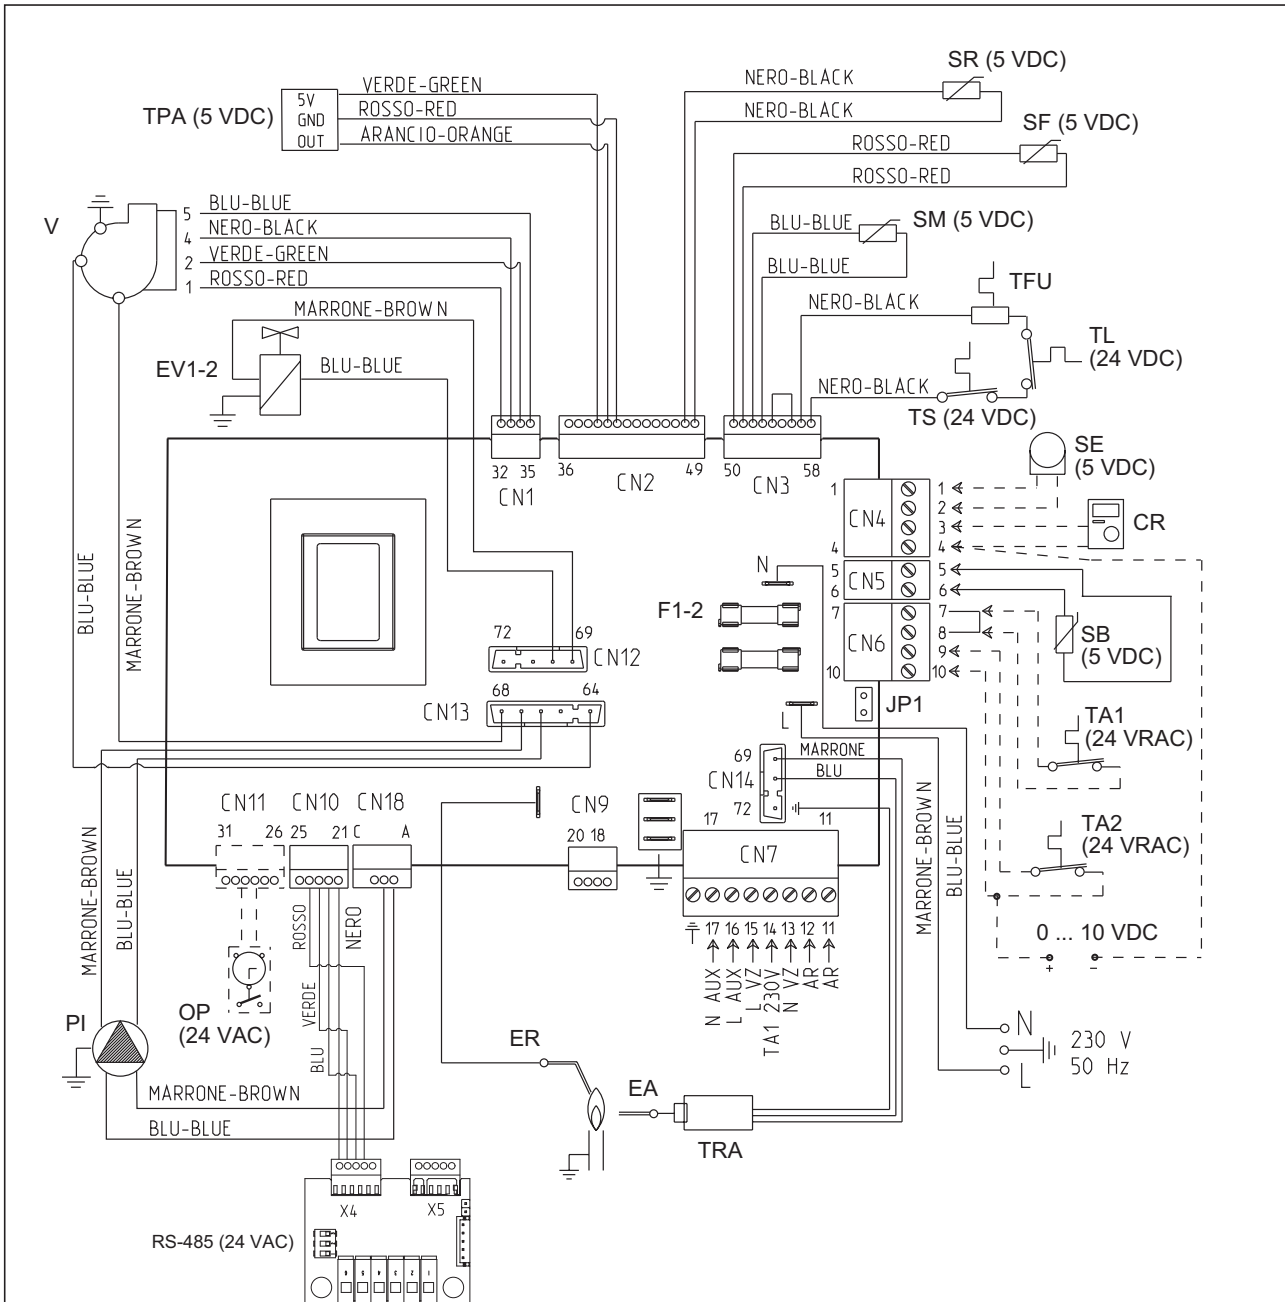 SR (5 VDC)
NERO-BLACK
NERO-BLACK
VERDE-GREEN
ROSSO-RED
ARANCIO-ORANGE
TPA (5 VDC)
5V
GND
OUT
SF (5 VDC)
ROSSO-RED
ROSSO-RED
V
5
BLU-BLUE
4
NERO-BLACK
2
VERDE-GREEN
1
ROSSO-RED
BLU-BLUE
SM (5 VDC)
BLU-BLUE
TFU
NERO-BLACK
MARRONE-BROWN
EV1-2
BLU-BLUE
TL
(24 VDC)
NERO-BLACK
TS (24 VDC)
32 35
CN1
36 49
CN2
50 58
CN3
SE
(5 VDC)
CR
1
4
CN4
1
2
3
4
5
6
CN5
5
6
7
10
CN6
7
8
9
10
SB
(5 VDC)
N
F1-2
JP1
L
BLU-BLUE
MARRONE-BROWN
72 69
CN12
68 64
CN13
TA1
(24 VRAC)
69
MARRONE
CN14
BLU
72
TA2
(24 VRAC)
MARRONE-BROWN
BLU-BLUE
CN11
31 26
CN10
25 21
CN18
C A
CN9
20 18
17 11
CN7
17 16 15 14 13 12 11
N AUX
L AUX
L VZ
TA1 230V
N VZ
AR
AR
0 ... 10 VDC
+ -
MARRONE-BROWN
BLU-BLUE
ROSSO
NERO
VERDE
BLU
OP
(24 VAC)
PI
N
L
230 V
50 Hz
ER
EA
TRA
MARRONE-BROWN
BLU-BLUE
X4
X5
RS-485 (24 VAC)
6 5 4 3 2 1